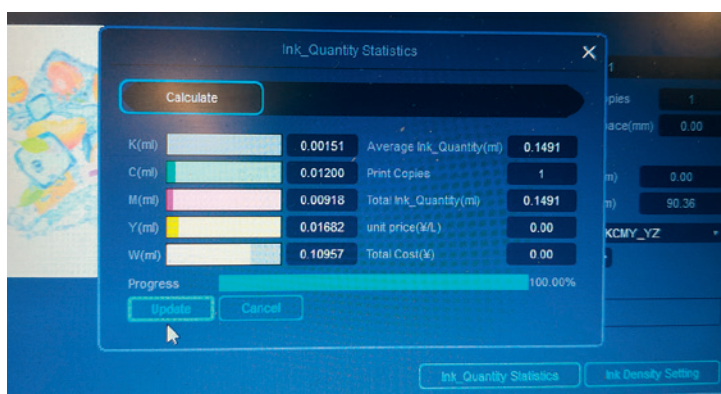 Ink_Quantity Statistics
Calculate
K(ml) 0.00151 Average Ink_Quantity(ml) 0.1491
C(ml) 0.01200 Print Copies 1
M(ml) 0.00918 Total Ink_Quantity(ml) 0.1491
Y(ml) 0.01682 unit price(¥/L) 0.00
W(ml) 0.10957 Total Cost(¥) 0.00
Progress 100.00%
Update Cancel
1
opies 1
pace(mm) 0.00
m) 0.00
m) 90.36
KCMY_YZ
Ink_Quantity Statistics Ink Density Setting